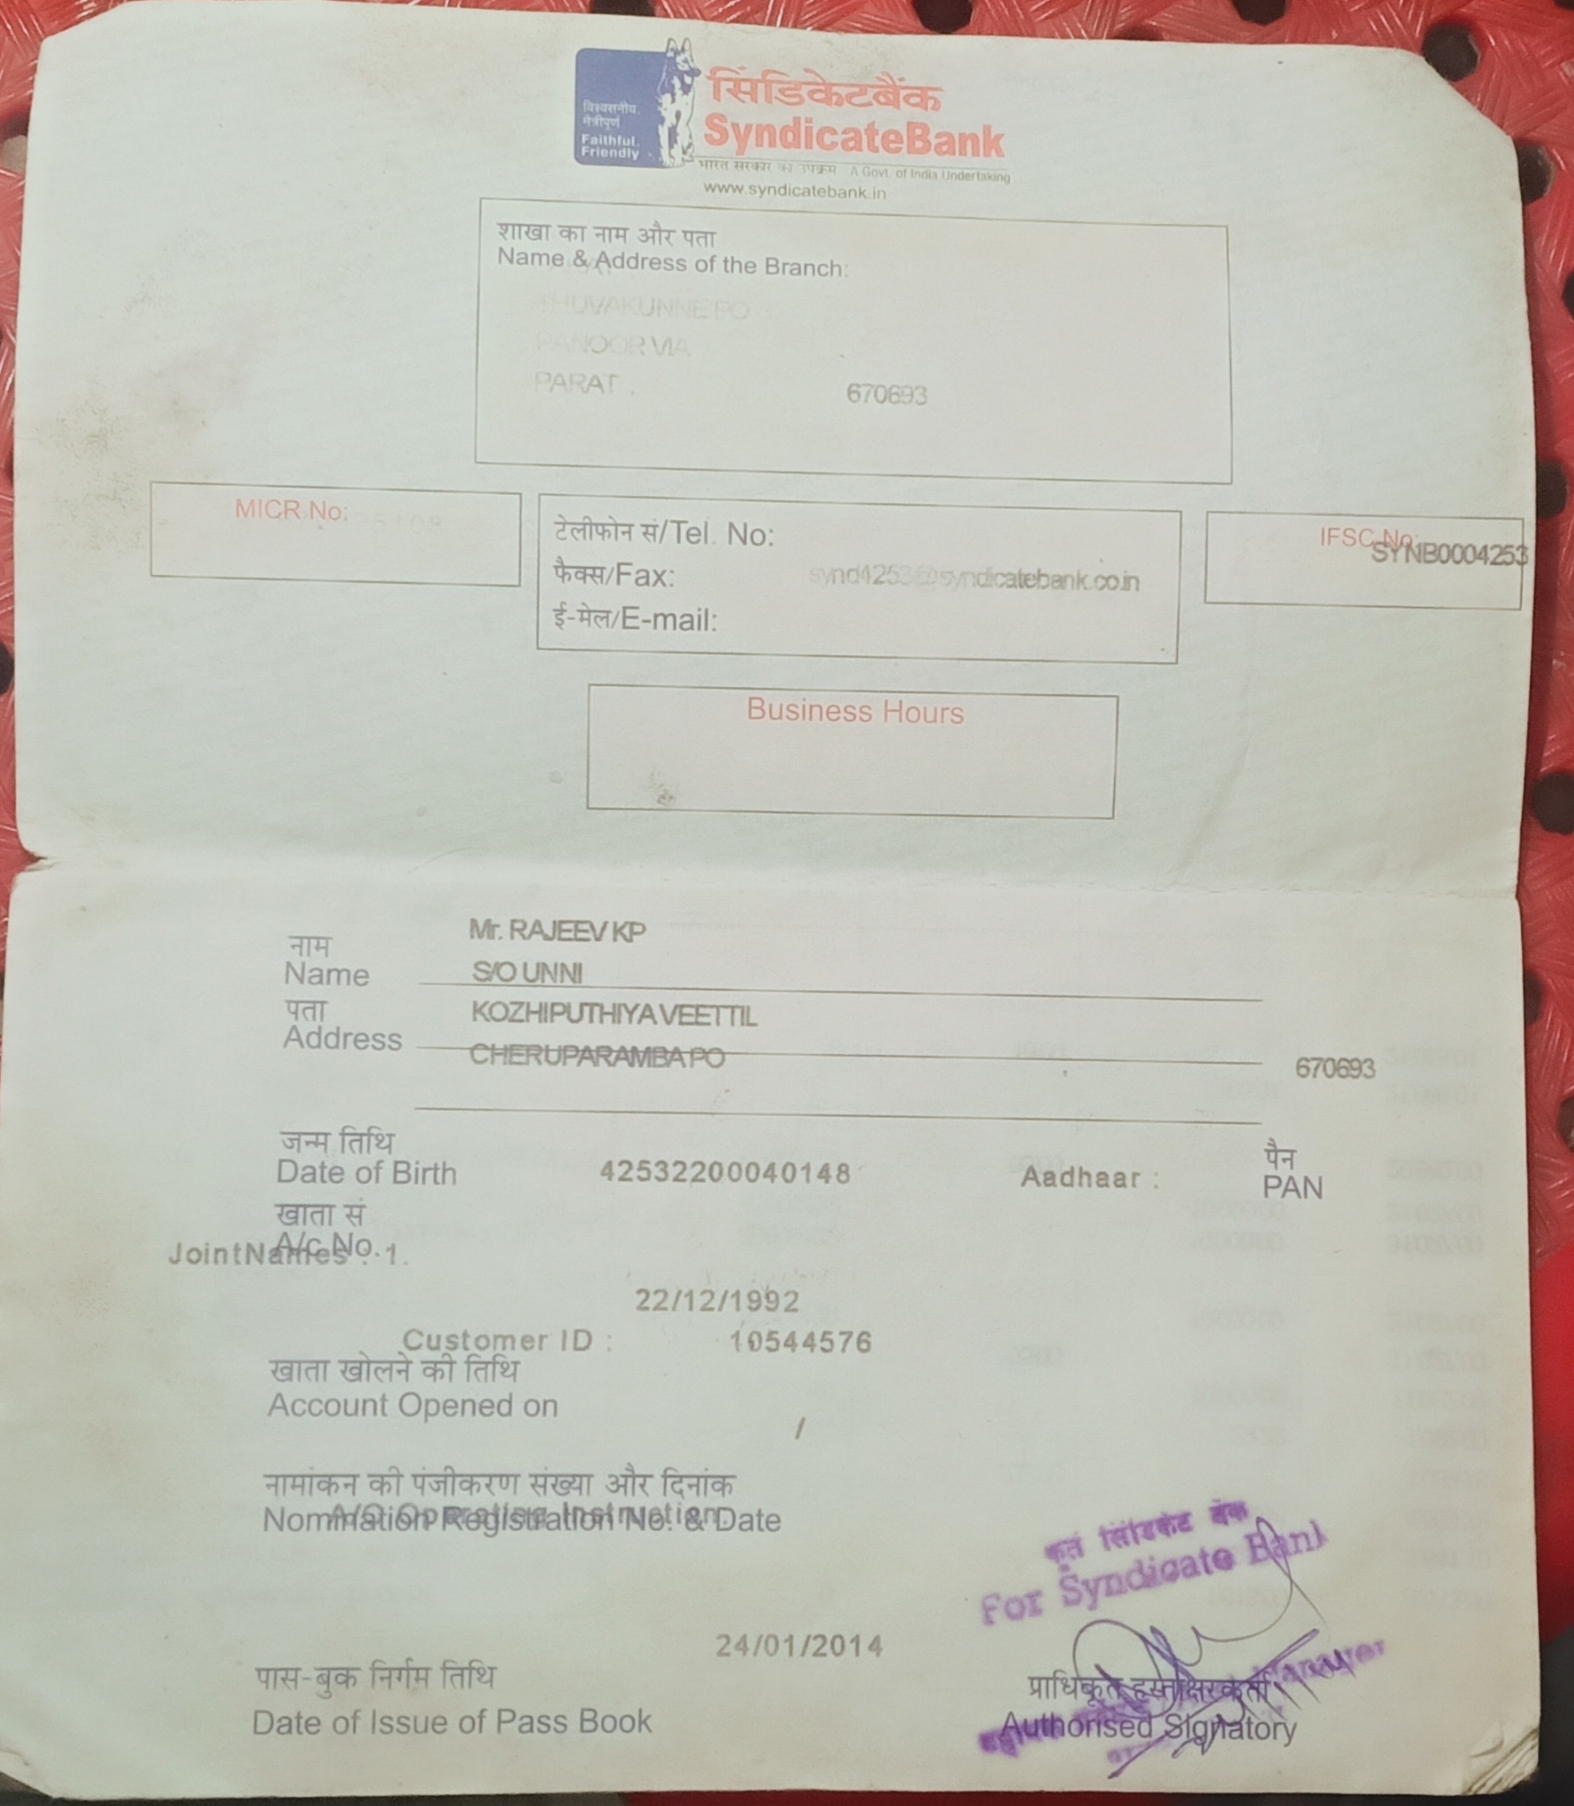 विश्वसनीय
मैत्रीपूर्ण
Faithful.
Friendly
सिंडिकेटबैंक
SyndicateBank
भारत सरकार का उपक्रम A Govt. of India Undertaking
www.syndicatebank.in
शाखा का नाम और पता
Name & Address of the Branch:
THUVAKUNNE PO
PANOOR VIA
PARAT . 670693
MICR No:
टेलीफोन सं/Tel. No:
फैक्स/Fax: synd4253@syndicatebank.co.in
ई-मेल/E-mail:
IFSC No:
SYNB0004253
Business Hours
Mr. RAJEEV KP
नाम
Name S/O UNNI
पता KOZHIPUTHIYA VEETTIL
Address CHERUPARAMBA PO 670693
जन्म तिथि पैन
Date of Birth 42532200040148 Aadhaar : PAN
खाता सं
A/c No.
Joint Names : 1.
22/12/1992
Customer ID : 10544576
खाता खोलने की तिथि
Account Opened on
/
नामांकन की पंजीकरण संख्या और दिनांक
Nomination Registration No. & Date
A/C Operating Instruction
कृते सिंडिकेट बैंक
For Syndicate Bank
24/01/2014
पास-बुक निर्गम तिथि
Date of Issue of Pass Book
Manager
प्राधिकृत हस्ताक्षरकर्ता
Authorised Signatory